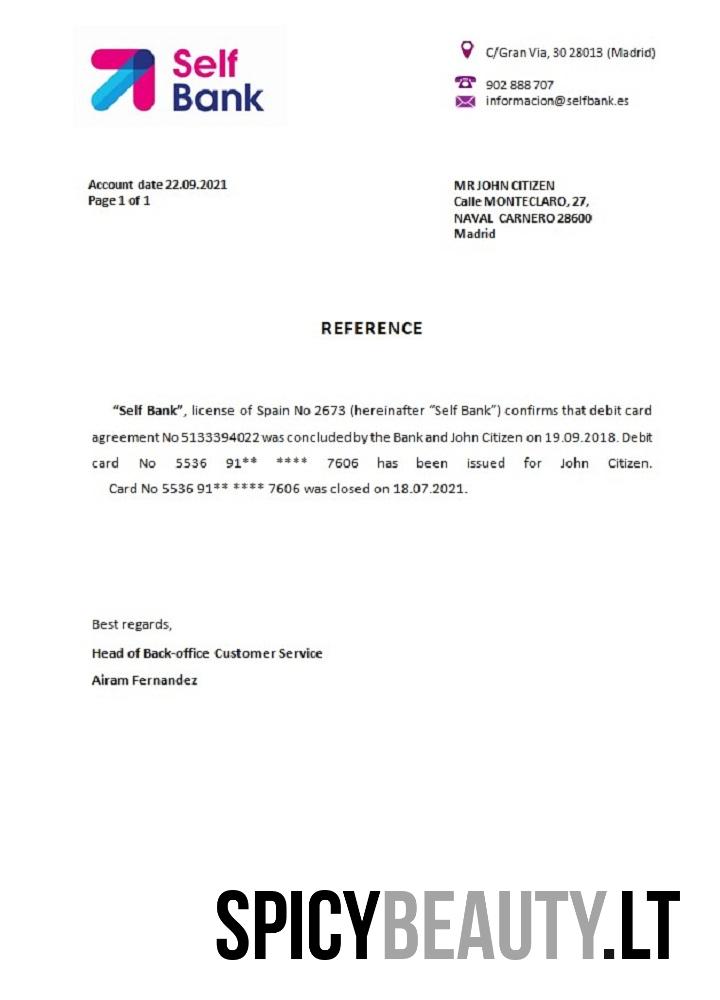 Self
Bank
C/Gran Via, 30 28013 (Madrid)
902 888 707
informacion@selfbank.es
Account date 22.09.2021
Page 1 of 1
MR JOHN CITIZEN
Calle MONTECLARO, 27,
NAVAL CARNERO 28600
Madrid
REFERENCE
“Self Bank”, license of Spain No 2673 (hereinafter “Self Bank”) confirms that debit card
agreement No 5133394022 was concluded by the Bank and John Citizen on 19.09.2018. Debit
card No 5536 91** **** 7606 has been issued for John Citizen.
Card No 5536 91** **** 7606 was closed on 18.07.2021.
Best regards,
Head of Back-office Customer Service
Airam Fernandez
SPICYBEAUTY.LT